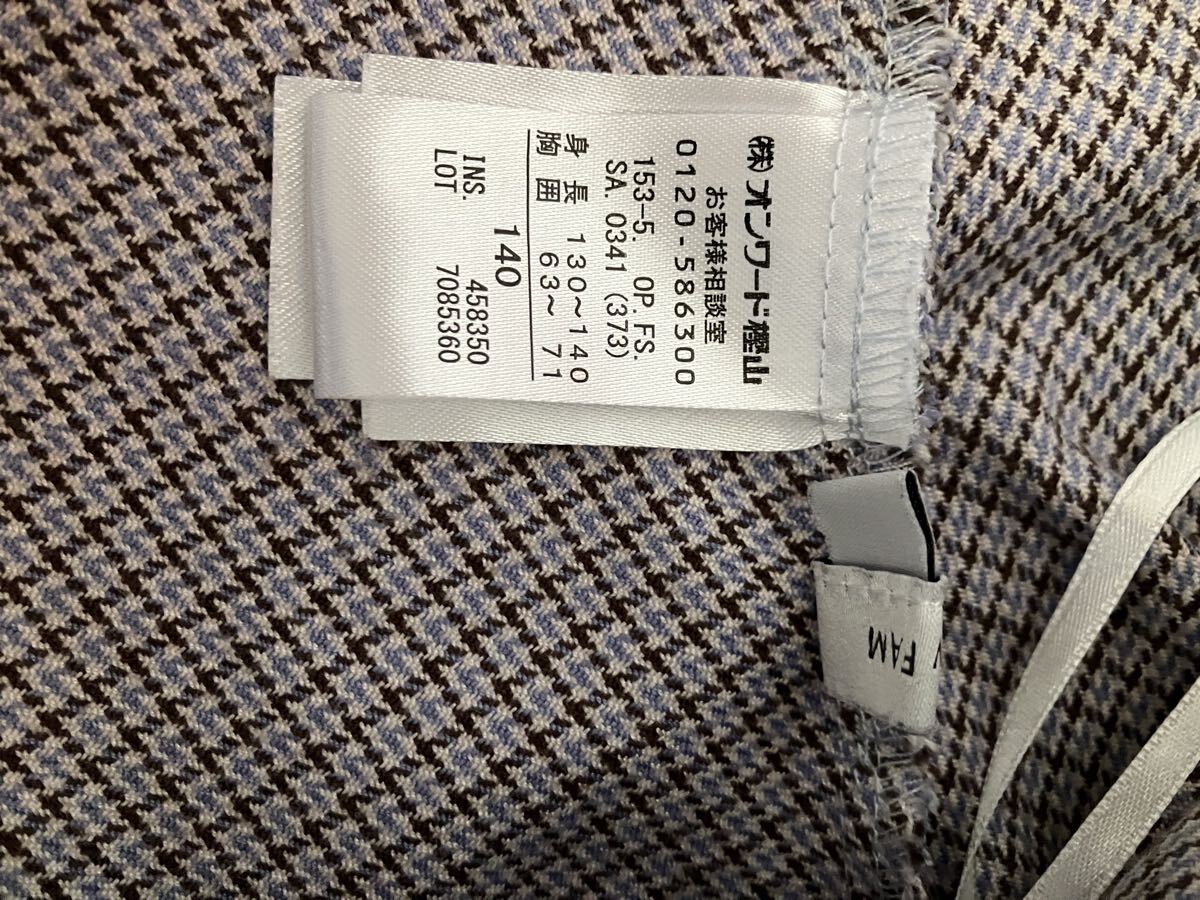 ㈱オンワード樫山
お客様相談室
0120-586300
153-5. OP.FS.
SA. 0341 (373)
身 長 130～140
胸 囲 63～ 71
140
INS. 458350
LOT 7085360
FAM